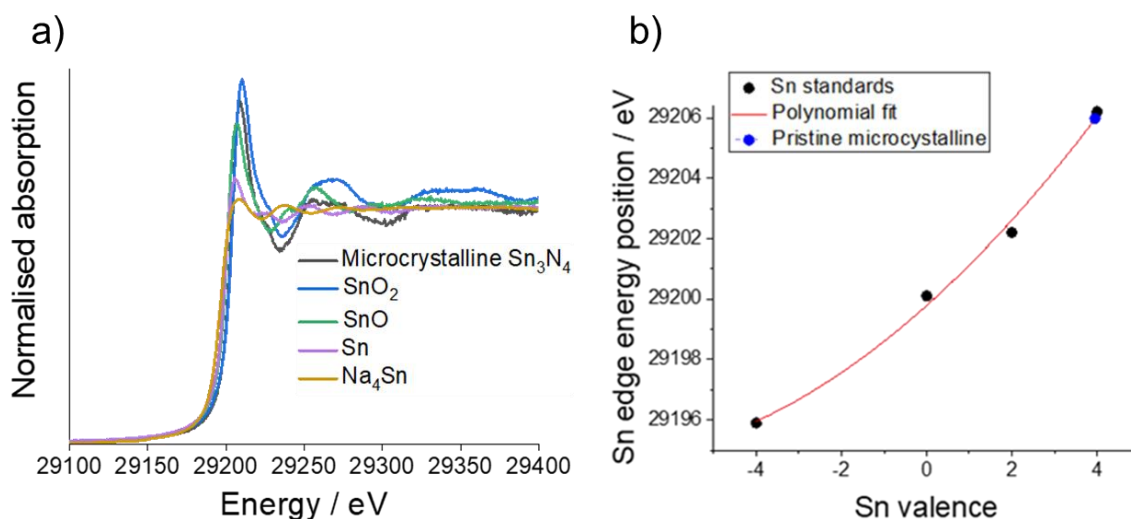 a)
Normalised absorption
Microcrystalline Sn₃N₄
SnO₂
SnO
Sn
Na₄Sn
29100 29150 29200 29250 29300 29350 29400
Energy / eV
b)
Sn edge energy position / eV
Sn standards
Polynomial fit
Pristine microcrystalline
29206
29204
29202
29200
29198
29196
-4 -2 0 2 4
Sn valence